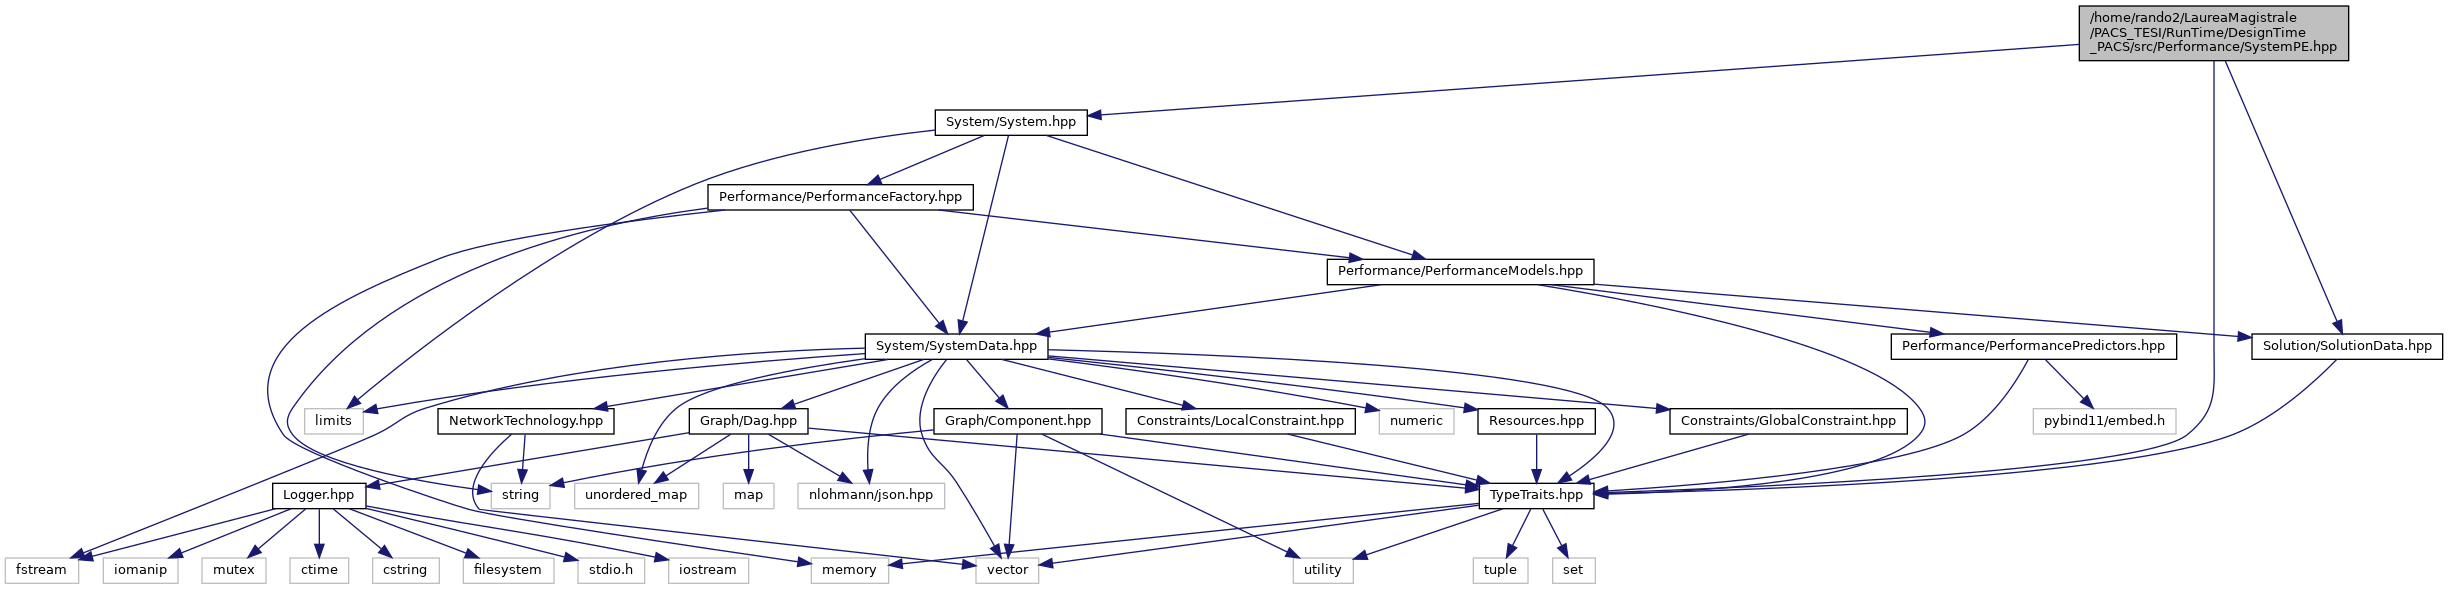 /home/rando2/LaureaMagistrale
/PACS_TESI/RunTime/DesignTime
_PACS/src/Performance/SystemPE.hpp
System/System.hpp
Performance/PerformanceFactory.hpp
Performance/PerformanceModels.hpp
System/SystemData.hpp
Performance/PerformancePredictors.hpp
Solution/SolutionData.hpp
limits
NetworkTechnology.hpp
Graph/Dag.hpp
Graph/Component.hpp
Constraints/LocalConstraint.hpp
numeric
Resources.hpp
Constraints/GlobalConstraint.hpp
pybind11/embed.h
Logger.hpp
string
unordered_map
map
nlohmann/json.hpp
TypeTraits.hpp
fstream
iomanip
mutex
ctime
cstring
filesystem
stdio.h
iostream
memory
vector
utility
tuple
set